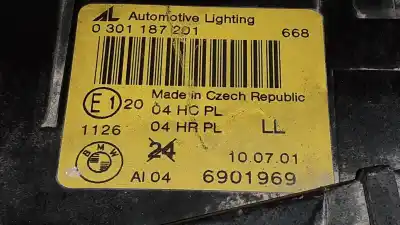 AL Automotive Lighting
0 301 187 201 668
Made in Czech Republic
E1 20 04 HC PL
1126 04 HR PL LL
BMW 24 10.07.01
AI 04 6901969